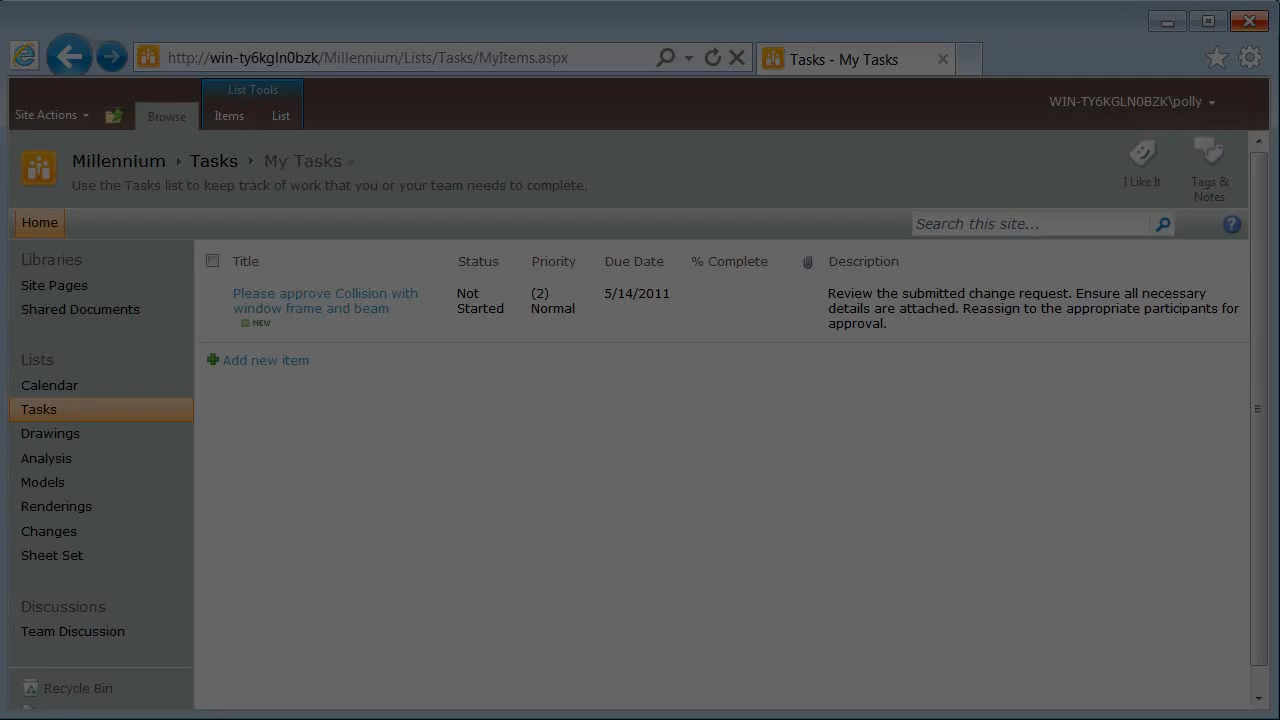 http://win-ty6kgln0bzk/Millennium/Lists/Tasks/MyItems.aspx
Tasks - My Tasks
List Tools
Site Actions
Browse
Items
List
WIN-TY6KGLN0BZK\polly
Millennium
Tasks
My Tasks
Use the Tasks list to keep track of work that you or your team needs to complete.
I Like It
Tags &
Notes
Home
Search this site...
Libraries
Site Pages
Shared Documents
Lists
Calendar
Tasks
Drawings
Analysis
Models
Renderings
Changes
Sheet Set
Discussions
Team Discussion
Recycle Bin
Title
Status
Priority
Due Date
% Complete
Description
Please approve Collision with
window frame and beam
NEW
Not
Started
(2)
Normal
5/14/2011
Review the submitted change request. Ensure all necessary
details are attached. Reassign to the appropriate participants for
approval.
Add new item